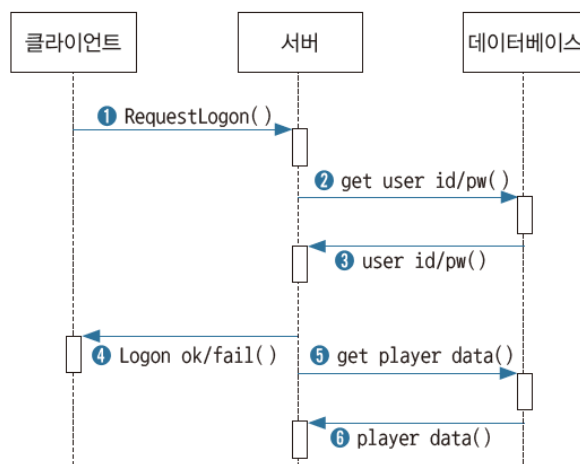 클라이언트
서버
데이터베이스
❶ RequestLogon()
❷ get user id/pw()
❸ user id/pw()
❹ Logon ok/fail()
❺ get player data()
❻ player data()